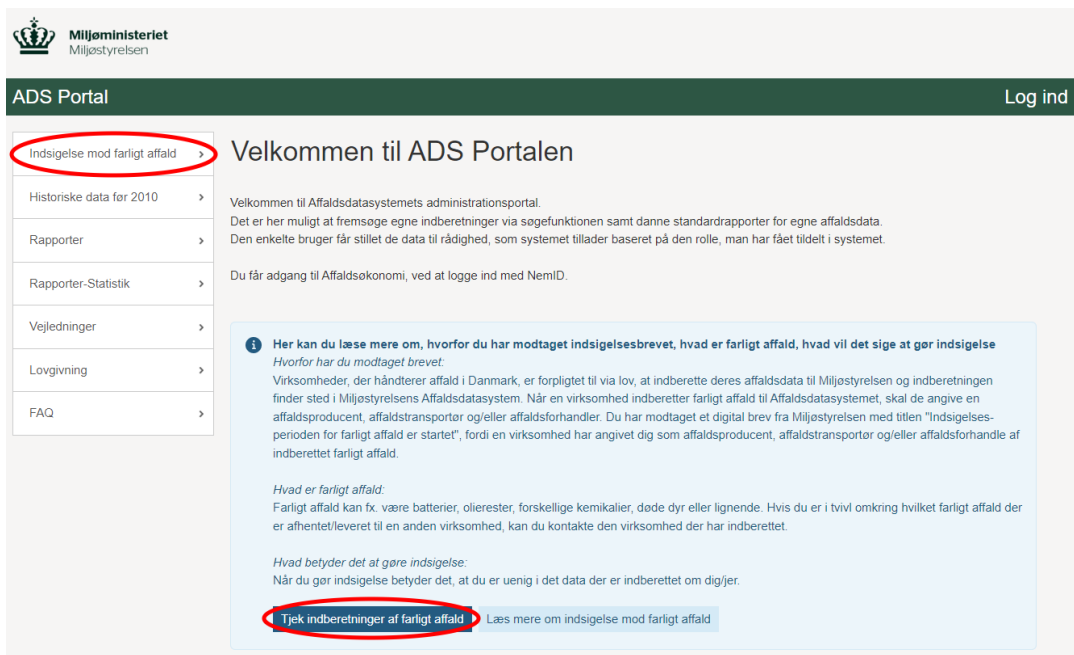 Miljøministeriet
Miljøstyrelsen
ADS Portal
Log ind
Indsigelse mod farligt affald
Historiske data før 2010
Rapporter
Rapporter-Statistik
Vejledninger
Lovgivning
FAQ
Velkommen til ADS Portalen
Velkommen til Affaldsdatasystemets administrationsportal.
Det er her muligt at fremsøge egne indberetninger via søgefunktionen samt danne standardrapporter for egne affaldsdata.
Den enkelte bruger får stillet de data til rådighed, som systemet tillader baseret på den rolle, man har fået tildelt i systemet.
Du får adgang til Affaldsøkonomi, ved at logge ind med NemID.
Her kan du læse mere om, hvorfor du har modtaget indsigelsesbrevet, hvad er farligt affald, hvad vil det sige at gør indsigelse
Hvorfor har du modtaget brevet:
Virksomheder, der håndterer affald i Danmark, er forpligtet til via lov, at indberette deres affaldsdata til Miljøstyrelsen og indberetningen
finder sted i Miljøstyrelsens Affaldsdatasystem. Når en virksomhed indberetter farligt affald til Affaldsdatasystemet, skal de angive en
affaldsproducent, affaldstransportør og/eller affaldsforhandler. Du har modtaget et digital brev fra Miljøstyrelsen med titlen "Indsigelses-
perioden for farligt affald er startet", fordi en virksomhed har angivet dig som affaldsproducent, affaldstransportør og/eller affaldsforhandle af
indberettet farligt affald.
Hvad er farligt affald:
Farligt affald kan fx. være batterier, olierester, forskellige kemikalier, døde dyr eller lignende. Hvis du er i tvivl omkring hvilket farligt affald der
er afhentet/leveret til en anden virksomhed, kan du kontakte den virksomhed der har indberettet.
Hvad betyder det at gøre indsigelse:
Når du gør indsigelse betyder det, at du er uenig i det data der er indberettet om dig/jer.
Tjek indberetninger af farligt affald
Læs mere om indsigelse mod farligt affald